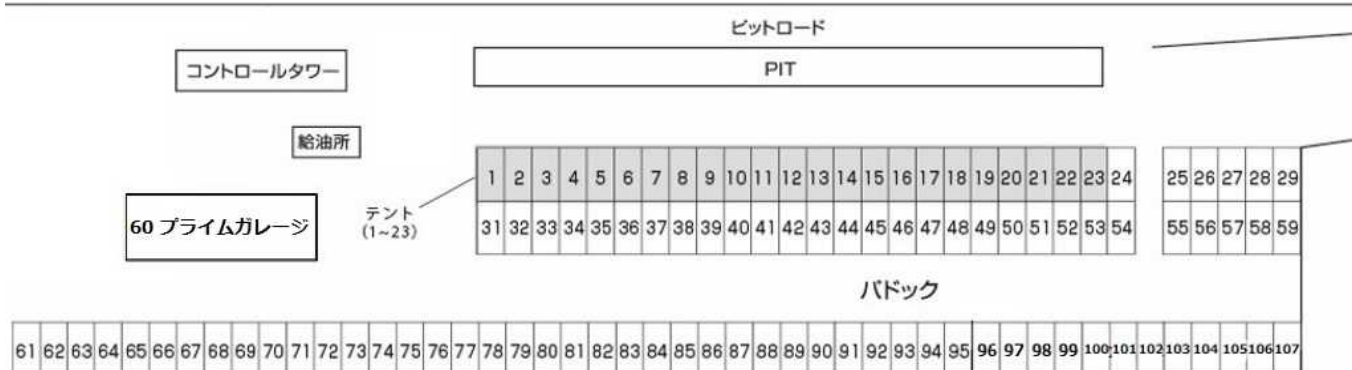 ピットロード
コントロールタワー
PIT
給油所
1 2 3 4 5 6 7 8 9 10 11 12 13 14 15 16 17 18 19 20 21 22 23 24 25 26 27 28 29
60 プライムガレージ
テント
(1~23)
31 32 33 34 35 36 37 38 39 40 41 42 43 44 45 46 47 48 49 50 51 52 53 54 55 56 57 58 59
パドック
61 62 63 64 65 66 67 68 69 70 71 72 73 74 75 76 77 78 79 80 81 82 83 84 85 86 87 88 89 90 91 92 93 94 95 96 97 98 99 100 101 102 103 104 105 106 107